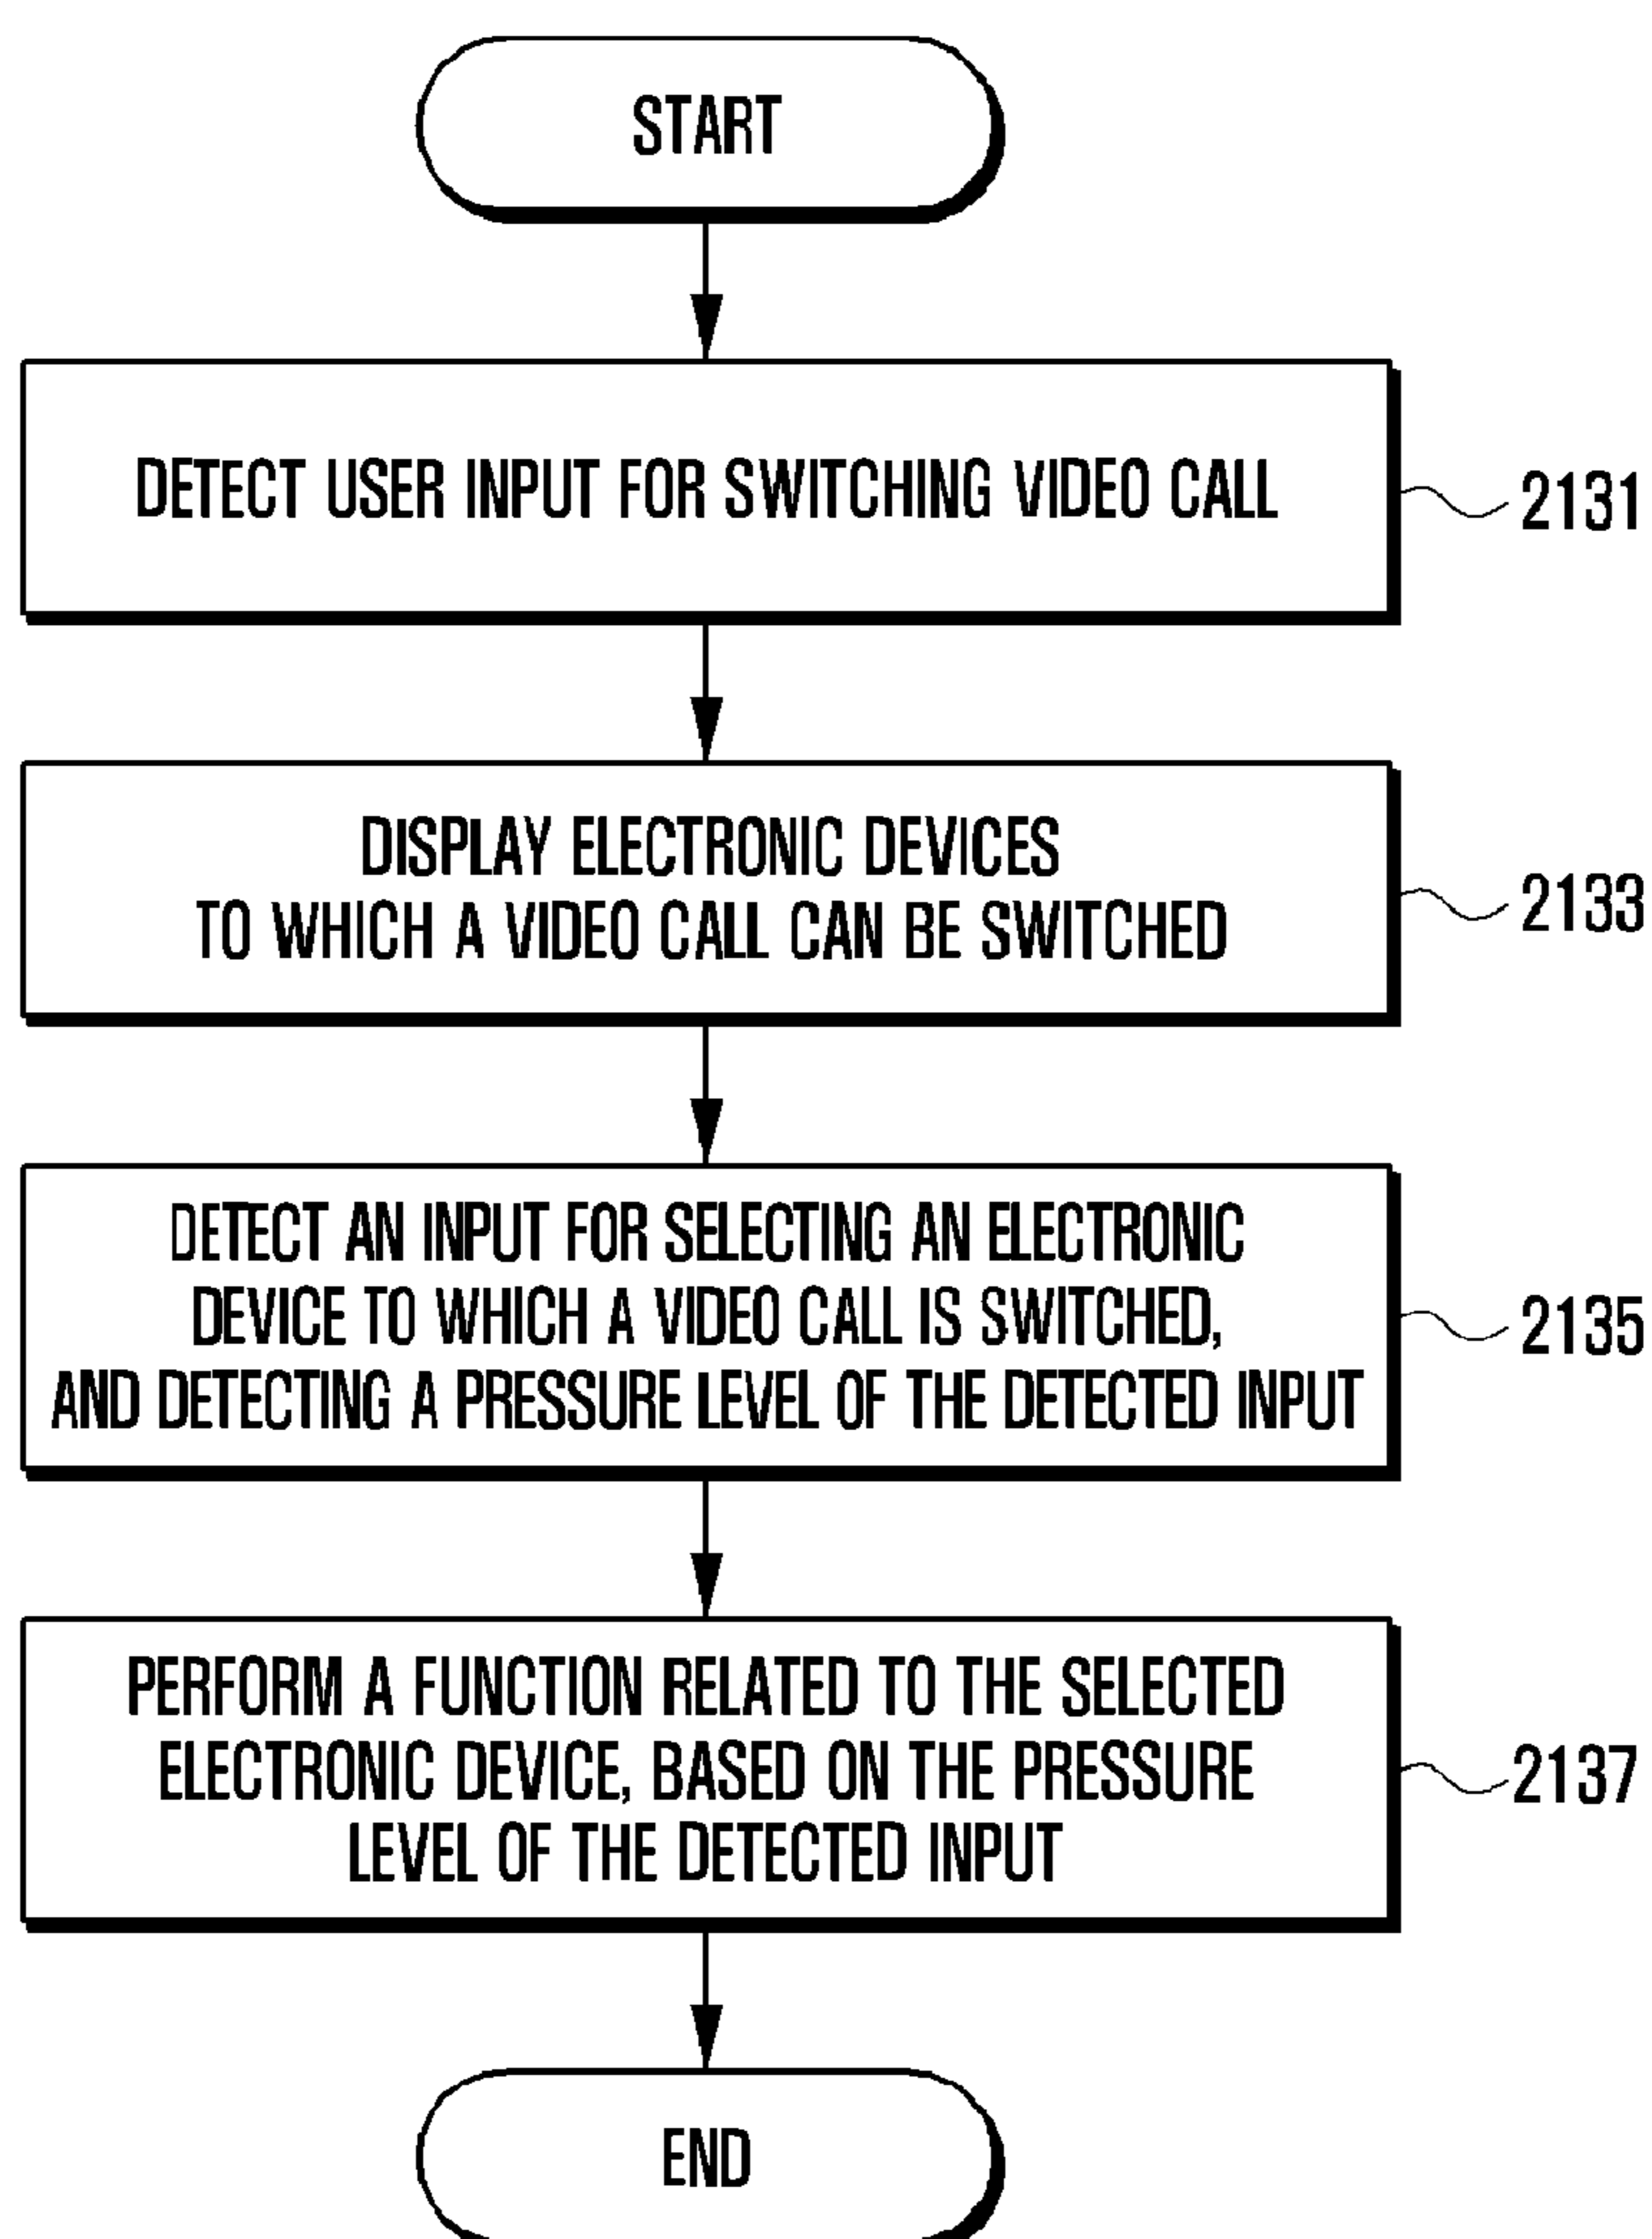 START
DETECT USER INPUT FOR SWITCHING VIDEO CALL
2131
DISPLAY ELECTRONIC DEVICES
TO WHICH A VIDEO CALL CAN BE SWITCHED
2133
DETECT AN INPUT FOR SELECTING AN ELECTRONIC
DEVICE TO WHICH A VIDEO CALL IS SWITCHED,
AND DETECTING A PRESSURE LEVEL OF THE DETECTED INPUT
2135
PERFORM A FUNCTION RELATED TO THE SELECTED
ELECTRONIC DEVICE, BASED ON THE PRESSURE
LEVEL OF THE DETECTED INPUT
2137
END